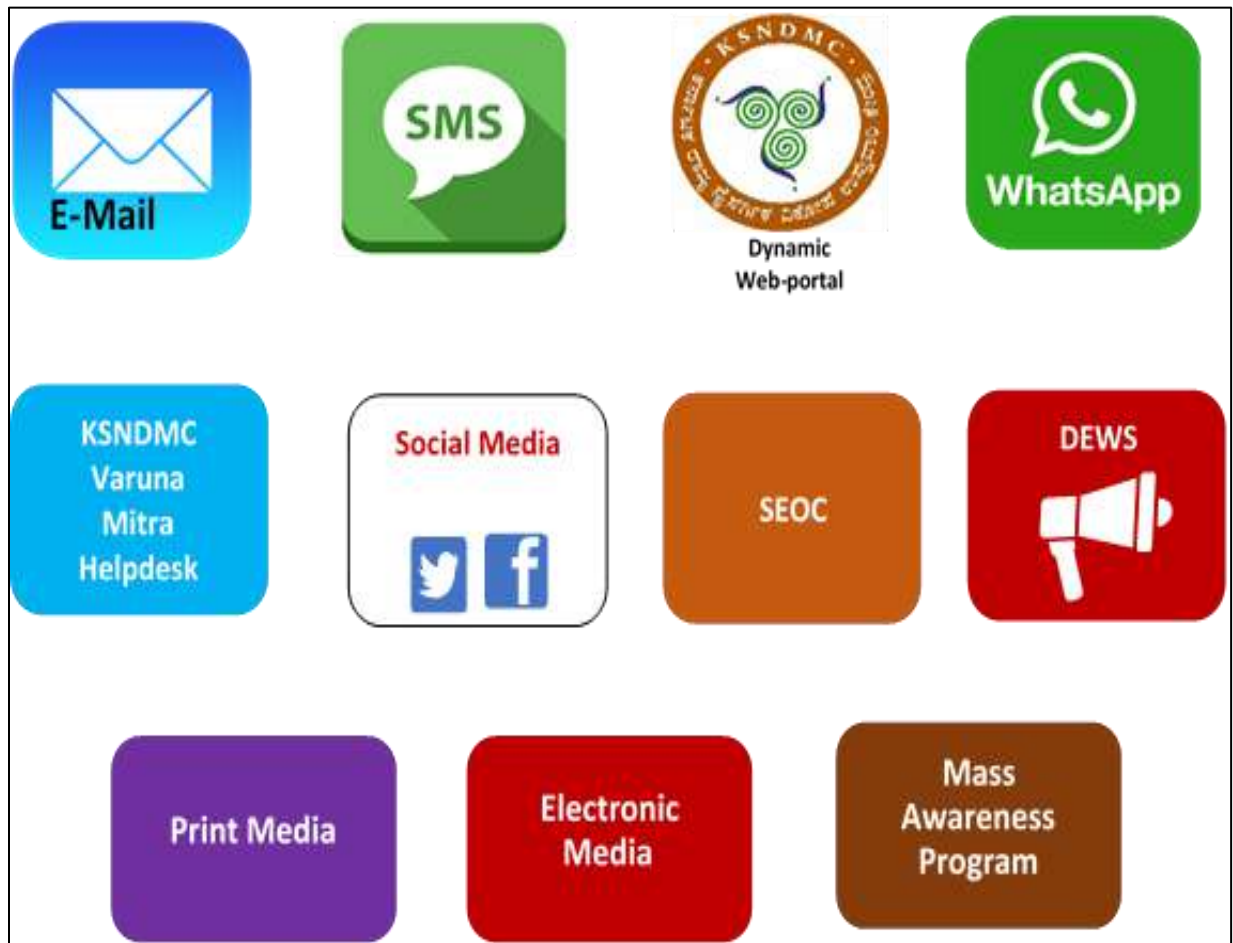 E-Mail
SMS
KSNDMC
Dynamic
Web-portal
WhatsApp
KSNDMC
Varuna
Mitra
Helpdesk
Social Media
SEOC
DEWS
Print Media
Electronic
Media
Mass
Awareness
Program